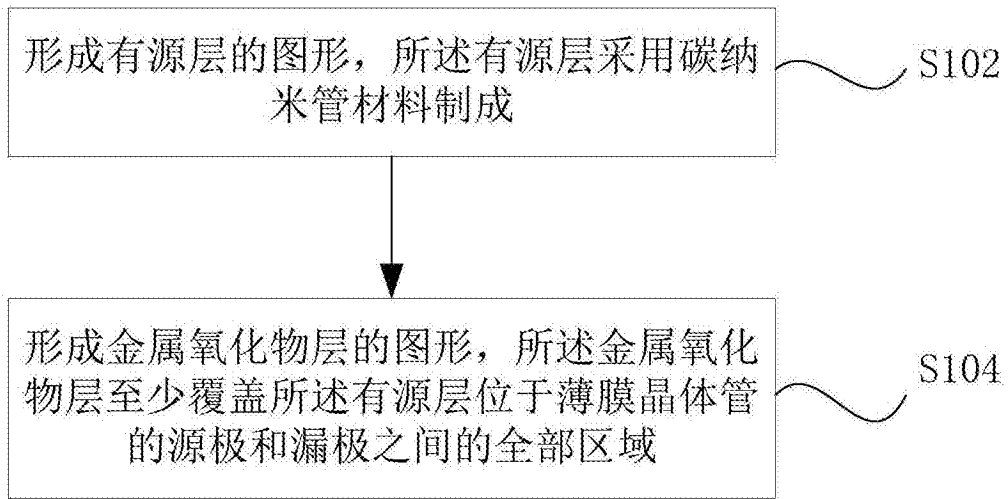 形成有源层的图形，所述有源层采用碳纳
米管材料制成
S102
形成金属氧化物层的图形，所述金属氧化
物层至少覆盖所述有源层位于薄膜晶体管
的源极和漏极之间的全部区域
S104